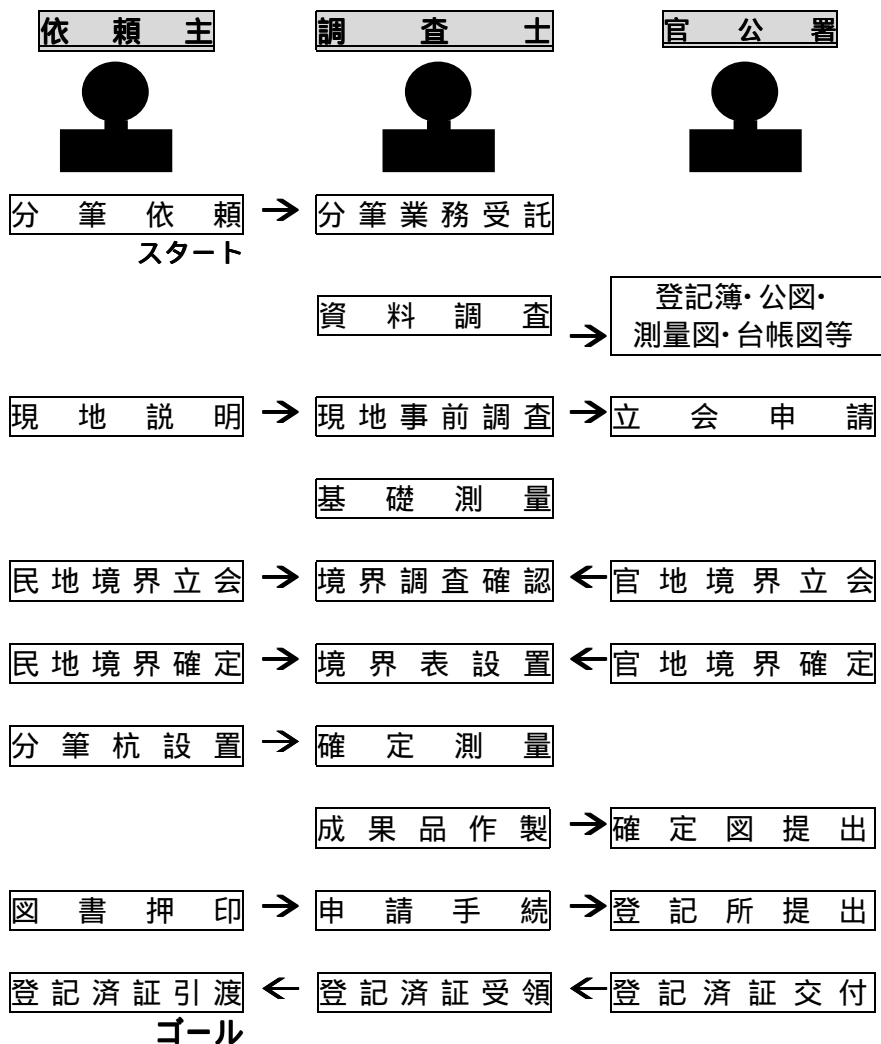 依頼主 調査士 官公署
分筆依頼 → 分筆業務受託
スタート
資料調査 → 登記簿・公図・
測量図・台帳図等
現地説明 → 現地事前調査 → 立会申請
基礎測量
民地境界立会 → 境界調査確認 ← 官地境界立会
民地境界確定 → 境界表設置 ← 官地境界確定
分筆杭設置 → 確定測量
成果品作製 → 確定図提出
図書押印 → 申請手続 → 登記所提出
登記済証引渡 ← 登記済証受領 ← 登記済証交付
ゴール